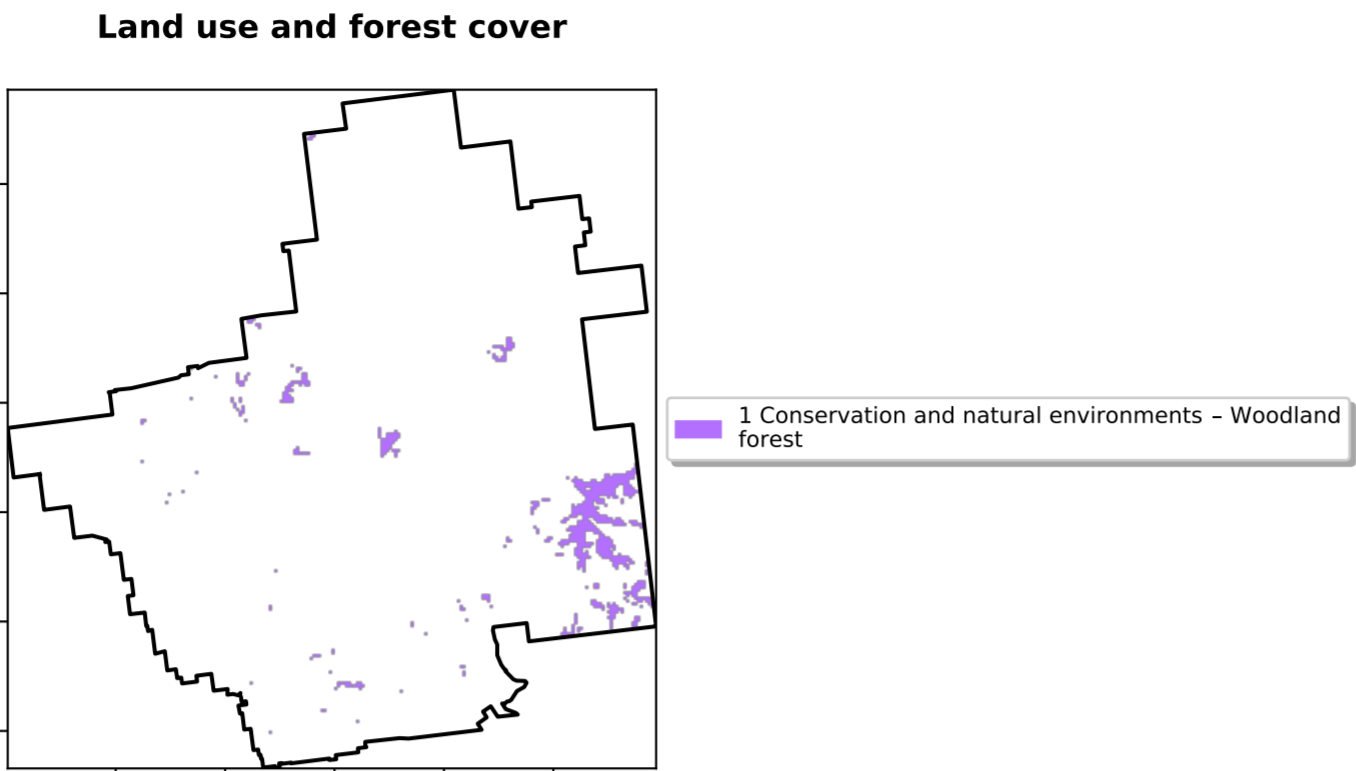 Land use and forest cover
1 Conservation and natural environments – Woodland
forest